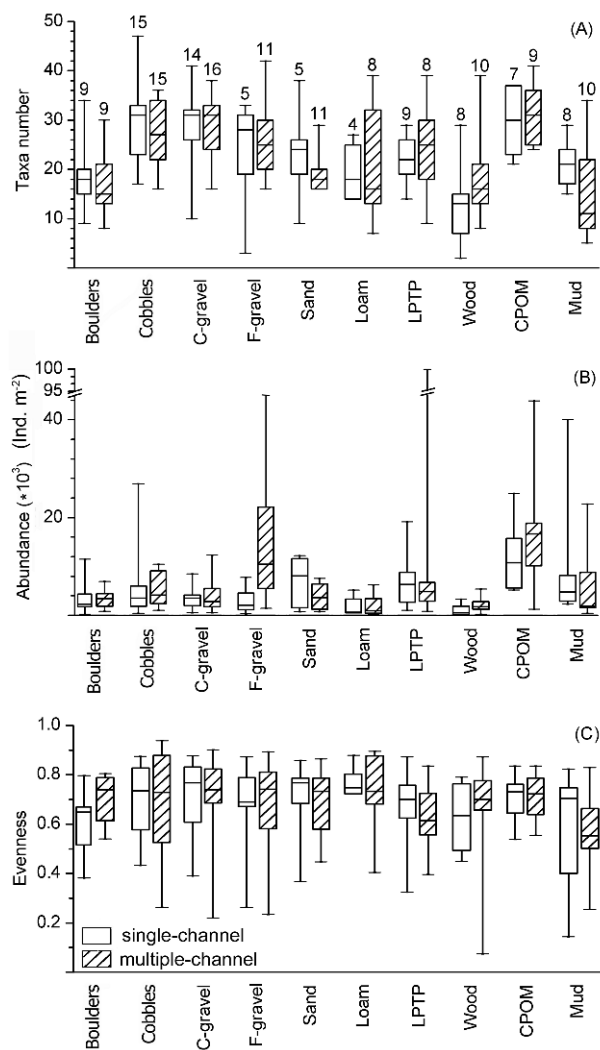 (A)
50
40
30
20
10
Taxa number
9 9 15 15 14 16 5 11 5 11 4 8 9 8 8 10 7 9 8 10
Boulders
Cobbles
C-gravel
F-gravel
Sand
Loam
LPTP
Wood
CPOM
Mud
(B)
100
95
40
20
Abundance (*10³) (Ind. m⁻²)
Boulders
Cobbles
C-gravel
F-gravel
Sand
Loam
LPTP
Wood
CPOM
Mud
(C)
1.0
0.8
0.6
0.4
0.2
Evenness
single-channel
multiple-channel
Boulders
Cobbles
C-gravel
F-gravel
Sand
Loam
LPTP
Wood
CPOM
Mud